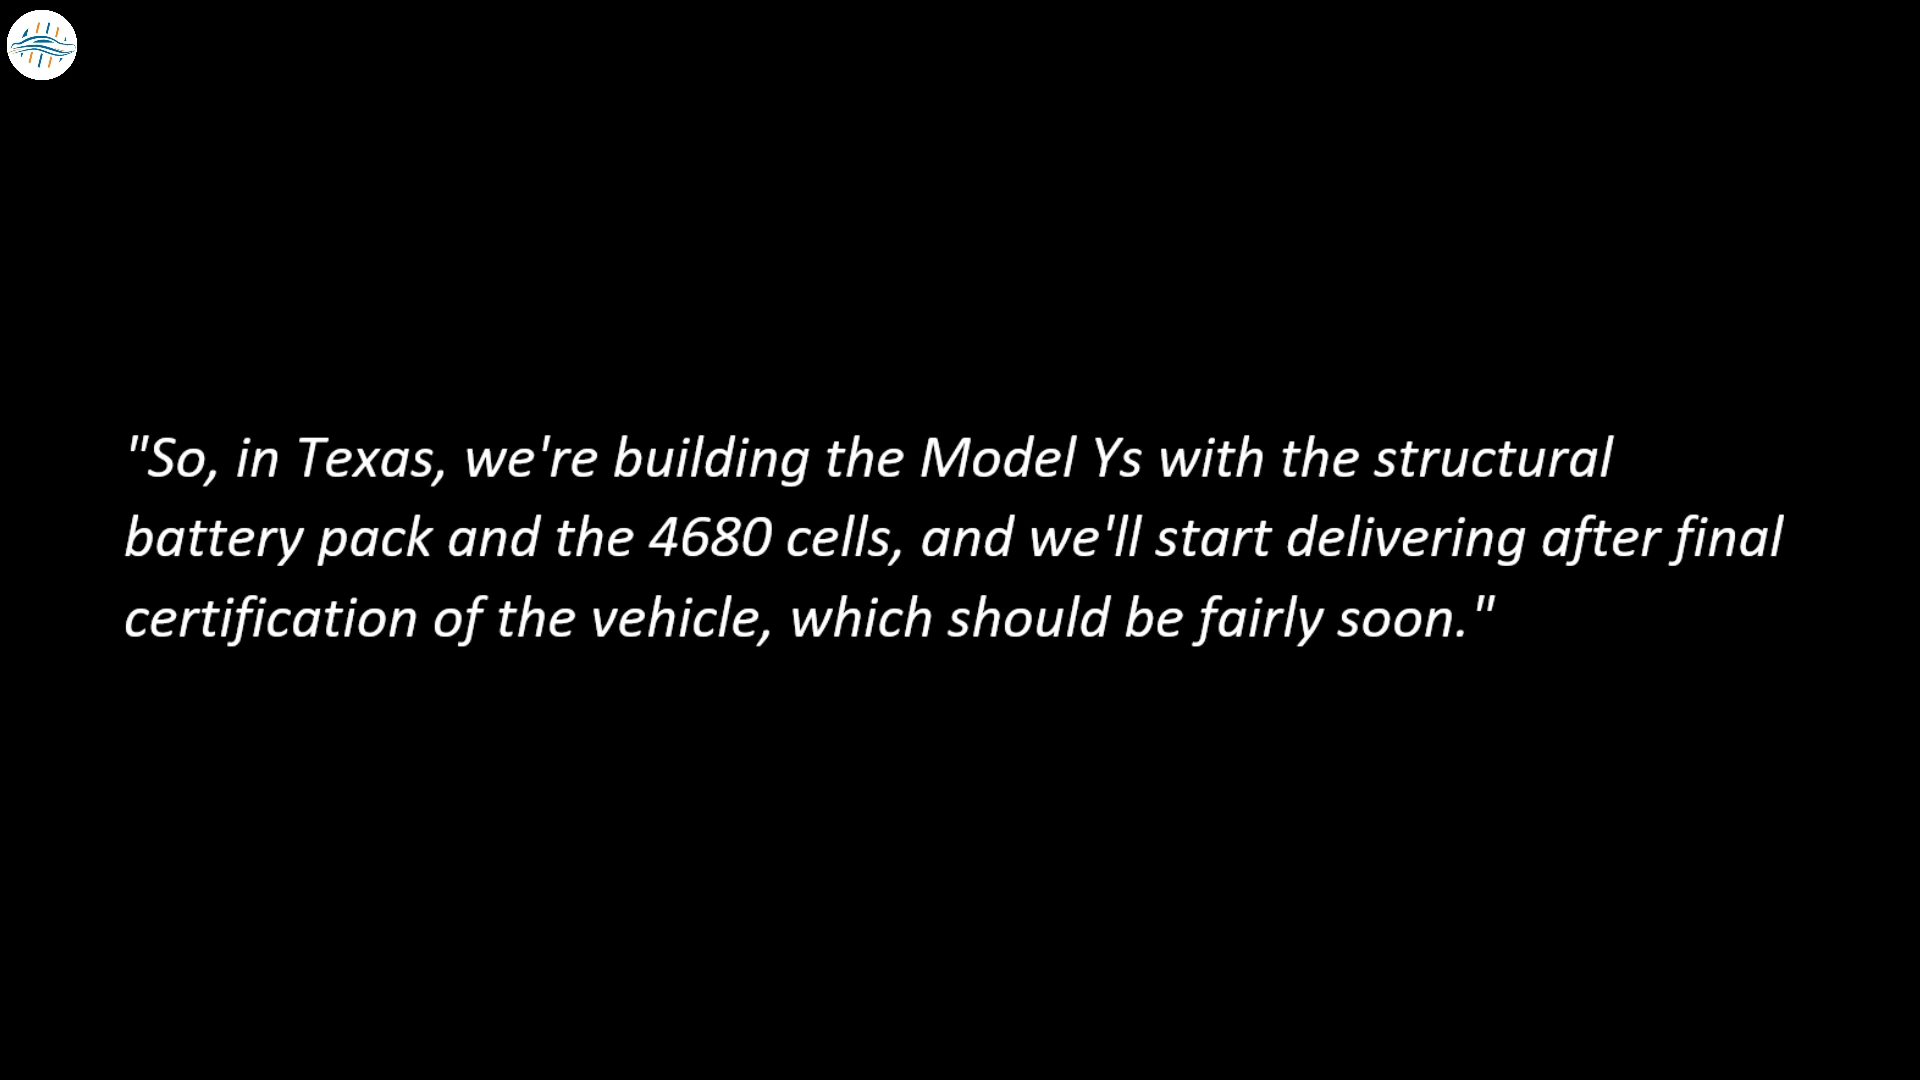 "So, in Texas, we're building the Model Ys with the structural
battery pack and the 4680 cells, and we'll start delivering after final
certification of the vehicle, which should be fairly soon."